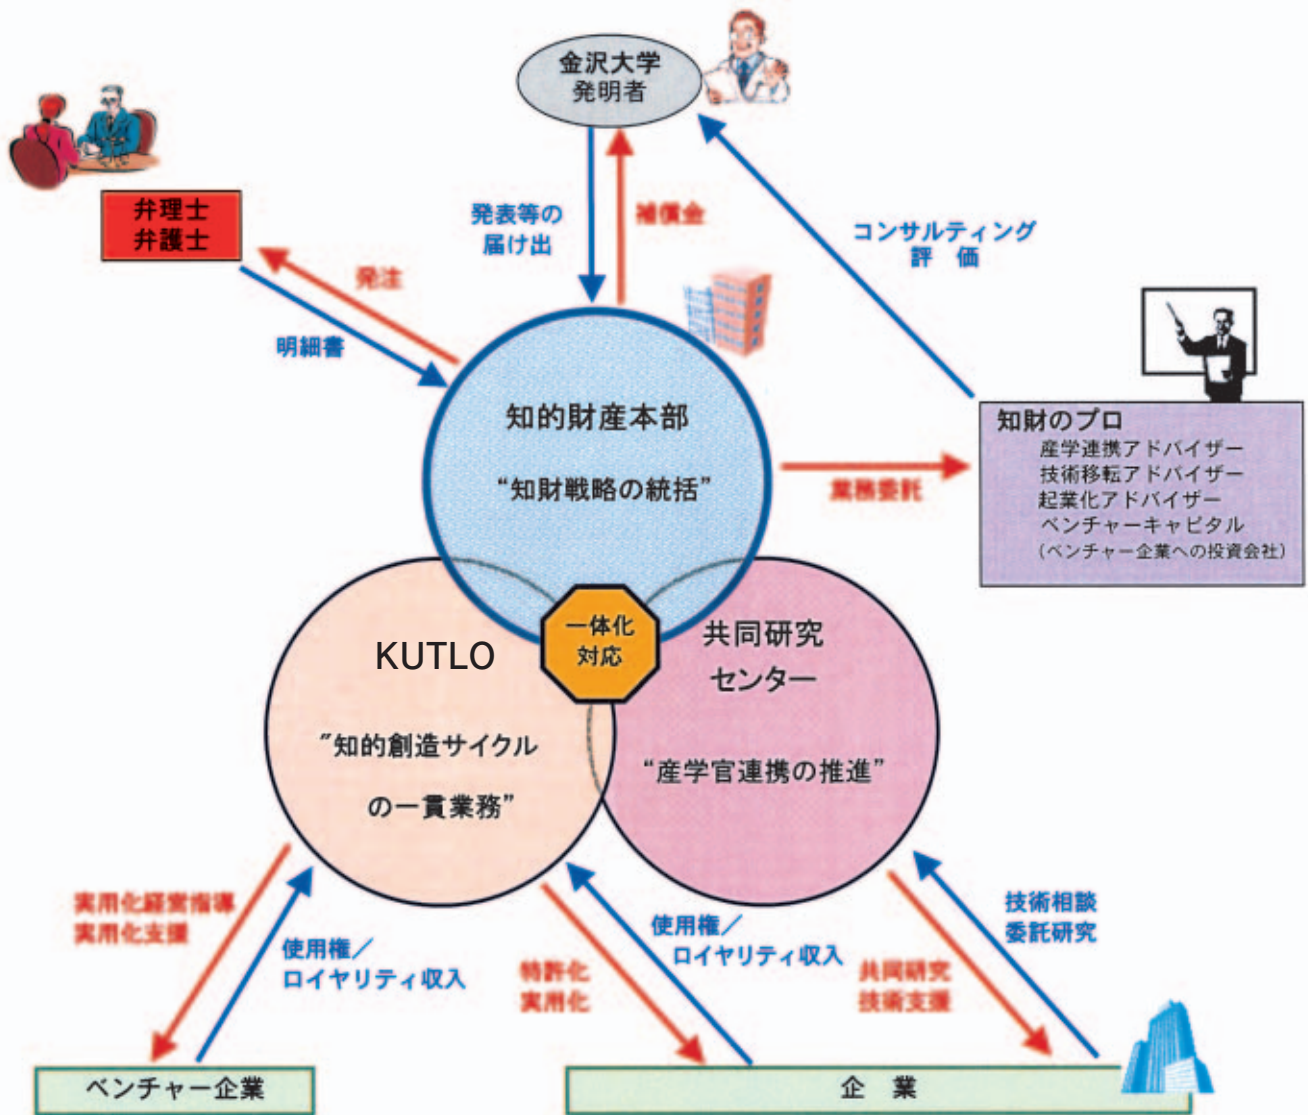 金沢大学
発明者
弁理士
弁護士
発表等の
届け出
補償金
コンサルティング
評 価
発注
明細書
知的財産本部
“知財戦略の統括”
業務委託
知財のプロ
産学連携アドバイザー
技術移転アドバイザー
起業化アドバイザー
ベンチャーキャピタル
(ベンチャー企業への投資会社)
一体化
対応
KUTLO
"知的創造サイクル
の一貫業務”
共同研究
センター
“産学官連携の推進”
実用化経営指導
実用化支援
使用権/
ロイヤリティ収入
特許化
実用化
使用権/
ロイヤリティ収入
共同研究
技術支援
技術相談
委託研究
ベンチャー企業
企 業